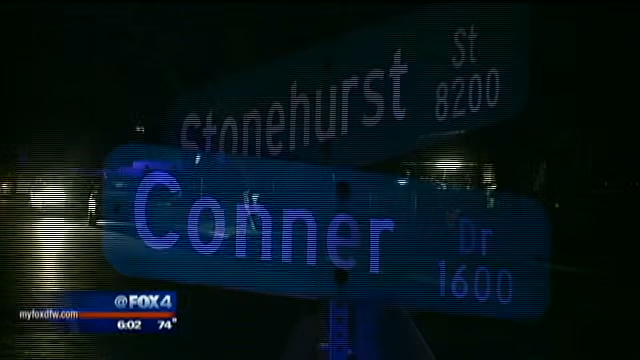 Stonehurst St
8200
Conner Dr
1600
@FOX4
myfoxdfw.com
6:02 74°